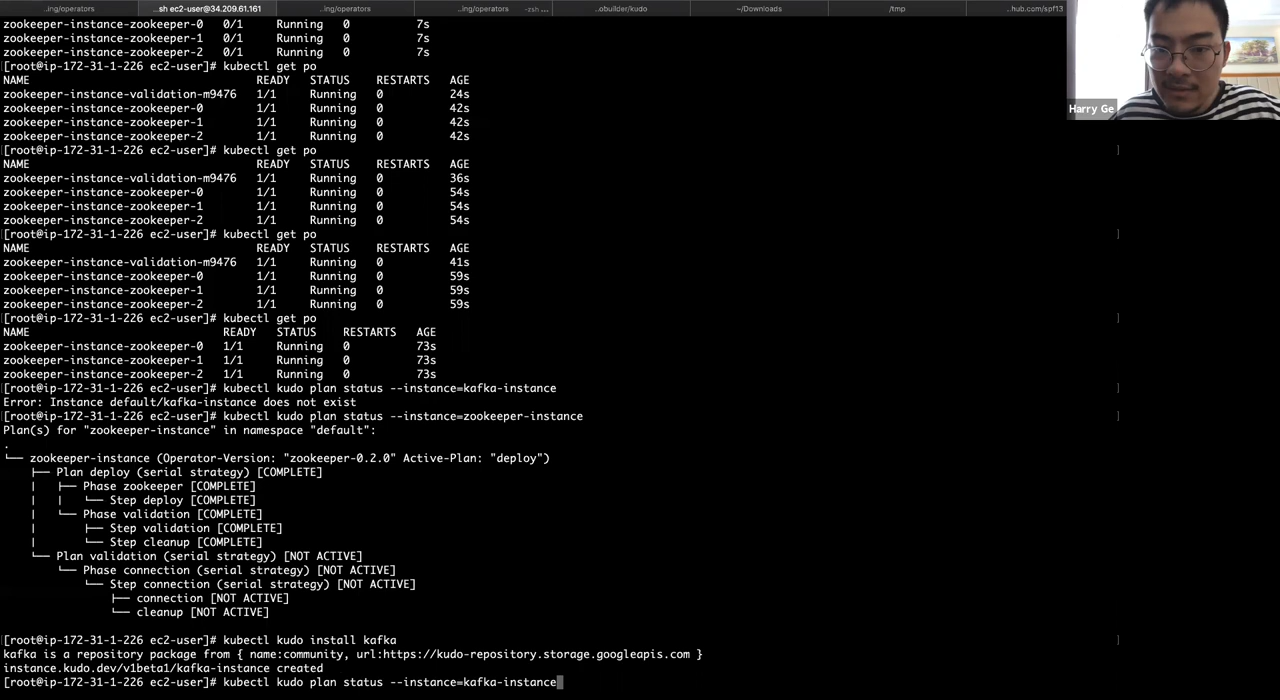 ..ing/operators ...sh ec2-user@34.209.61.161 ..ing/operators ..ing/operators -zsh ... ..obuilder/kudo ~/Downloads /tmp ...hub.com/spf13
zookeeper-instance-zookeeper-0 0/1 Running 0 7s
zookeeper-instance-zookeeper-1 0/1 Running 0 7s
zookeeper-instance-zookeeper-2 0/1 Running 0 7s
[root@ip-172-31-1-226 ec2-user]# kubectl get po
NAME READY STATUS RESTARTS AGE
zookeeper-instance-validation-m9476 1/1 Running 0 24s
zookeeper-instance-zookeeper-0 1/1 Running 0 42s
zookeeper-instance-zookeeper-1 1/1 Running 0 42s
zookeeper-instance-zookeeper-2 1/1 Running 0 42s
[root@ip-172-31-1-226 ec2-user]# kubectl get po ]
NAME READY STATUS RESTARTS AGE
zookeeper-instance-validation-m9476 1/1 Running 0 36s
zookeeper-instance-zookeeper-0 1/1 Running 0 54s
zookeeper-instance-zookeeper-1 1/1 Running 0 54s
zookeeper-instance-zookeeper-2 1/1 Running 0 54s
[root@ip-172-31-1-226 ec2-user]# kubectl get po ]
NAME READY STATUS RESTARTS AGE
zookeeper-instance-validation-m9476 1/1 Running 0 41s
zookeeper-instance-zookeeper-0 1/1 Running 0 59s
zookeeper-instance-zookeeper-1 1/1 Running 0 59s
zookeeper-instance-zookeeper-2 1/1 Running 0 59s
[root@ip-172-31-1-226 ec2-user]# kubectl get po ]
NAME READY STATUS RESTARTS AGE
zookeeper-instance-zookeeper-0 1/1 Running 0 73s
zookeeper-instance-zookeeper-1 1/1 Running 0 73s
zookeeper-instance-zookeeper-2 1/1 Running 0 73s
[root@ip-172-31-1-226 ec2-user]# kubectl kudo plan status --instance=kafka-instance ]
Error: Instance default/kafka-instance does not exist
[root@ip-172-31-1-226 ec2-user]# kubectl kudo plan status --instance=zookeeper-instance ]
Plan(s) for "zookeeper-instance" in namespace "default":
.
└── zookeeper-instance (Operator-Version: "zookeeper-0.2.0" Active-Plan: "deploy")
├── Plan deploy (serial strategy) [COMPLETE]
│ ├── Phase zookeeper [COMPLETE]
│ │ └── Step deploy [COMPLETE]
│ └── Phase validation [COMPLETE]
│ ├── Step validation [COMPLETE]
│ └── Step cleanup [COMPLETE]
└── Plan validation (serial strategy) [NOT ACTIVE]
└── Phase connection (serial strategy) [NOT ACTIVE]
└── Step connection (serial strategy) [NOT ACTIVE]
├── connection [NOT ACTIVE]
└── cleanup [NOT ACTIVE]
[root@ip-172-31-1-226 ec2-user]# kubectl kudo install kafka ]
kafka is a repository package from { name:community, url:https://kudo-repository.storage.googleapis.com }
instance.kudo.dev/v1beta1/kafka-instance created
[root@ip-172-31-1-226 ec2-user]# kubectl kudo plan status --instance=kafka-instance
Harry Ge